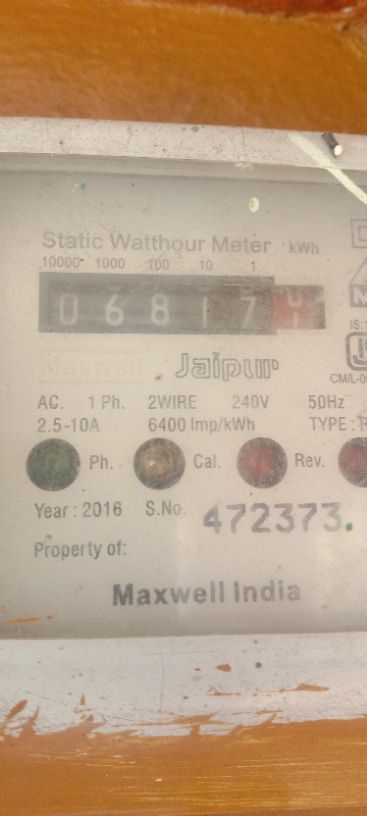 Static Watthour Meter kWh
10000 1000 100 10 1
0 6 8 1 7
Maxwell Jaipur
AC. 1 Ph. 2WIRE 240V 50Hz
2.5-10A 6400 Imp/kWh TYPE :
Ph. Cal. Rev.
Year : 2016 S.No. 472373.
Property of:
Maxwell India